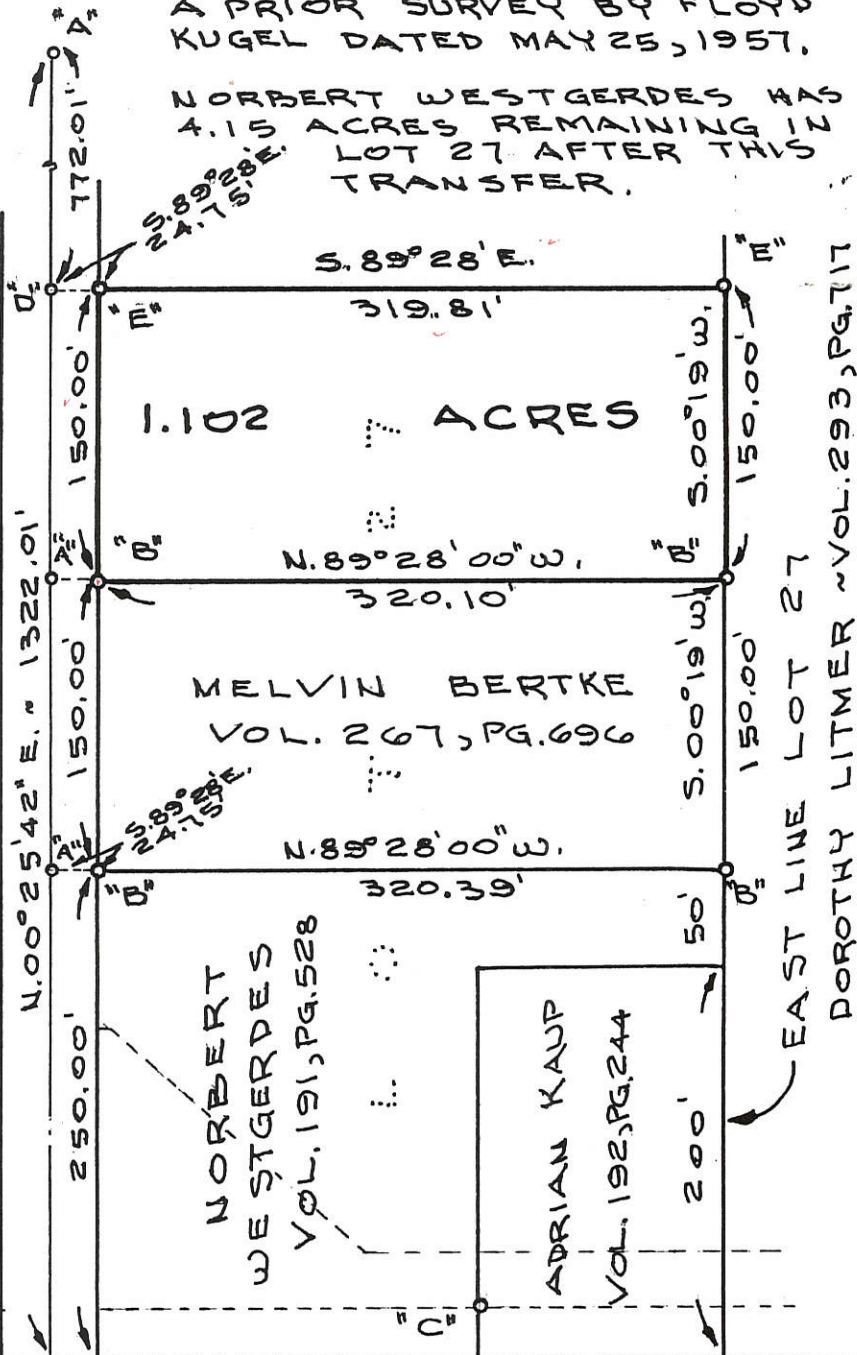 A PRIOR SURVEY BY FLOYD
KUGEL DATED MAY 25, 1957.
NORBERT WESTGERDES HAS
4.15 ACRES REMAINING IN
LOT 27 AFTER THIS
TRANSFER.
"A"
772.01'
S.89°28'E.
24.75'
"D"
S.89°28'E.
319.81'
"E"
"E"
150.00'
1.102 ACRES
S.00°19'W.
150.00'
"A"
"B"
N.89°28'00"W.
320.10'
"B"
N.00°25'42"E. ~ 1322.01'
150.00'
MELVIN BERTKE
VOL. 267, PG. 696
S.00°19'W.
150.00'
S.89°28'E.
24.75'
"A"
"B"
N.89°28'00"W.
320.39'
"B"
LOT 27
250.00'
NORBERT
WESTGERDES
VOL. 191, PG. 528
50'
ADRIAN KAUP
VOL. 192, PG. 244
200'
"C"
EAST LINE LOT 27
DOROTHY LITMER ~ VOL. 293, PG. 717